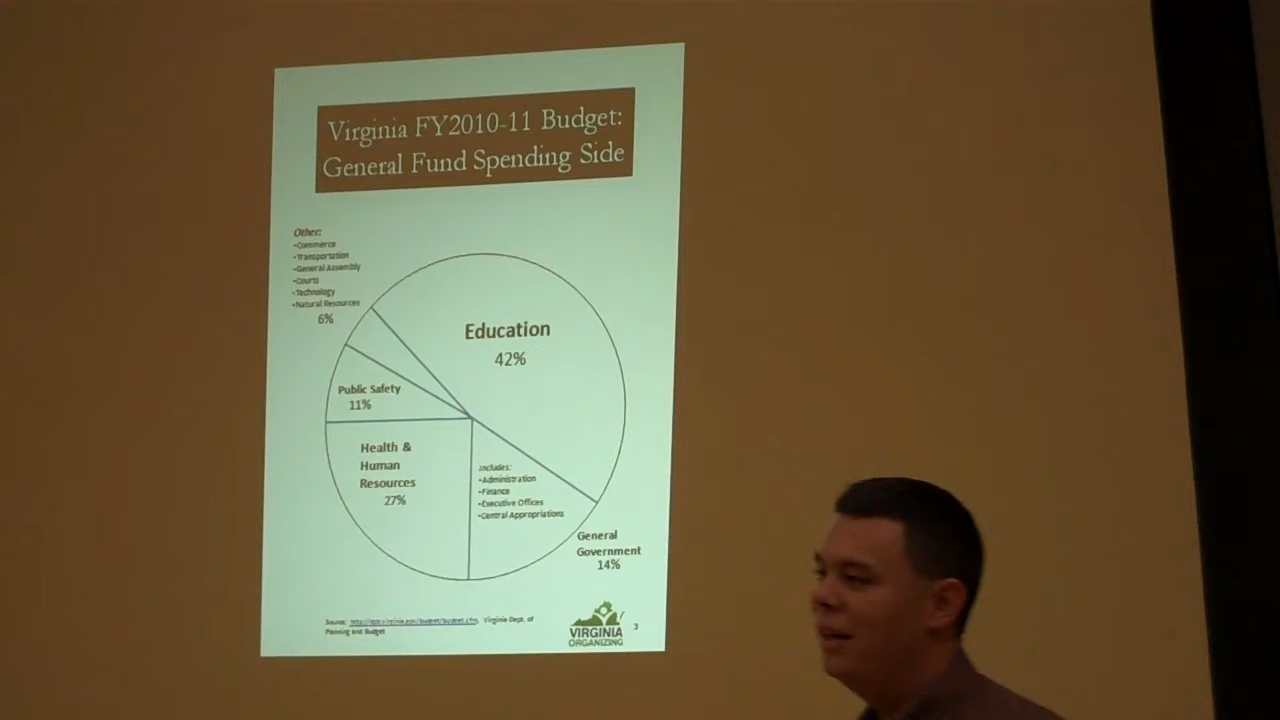 Virginia FY2010-11 Budget:
General Fund Spending Side
Other:
•Commerce
•Transportation
•General Assembly
•Courts
•Technology
•Natural Resources
6%
Education
42%
Public Safety
11%
Health &
Human
Resources
27%
Includes:
•Administration
•Finance
•Executive Offices
•Central Appropriations
General
Government
14%
Source: Virginia Dept. of
Planning and Budget
VIRGINIA
ORGANIZING
3